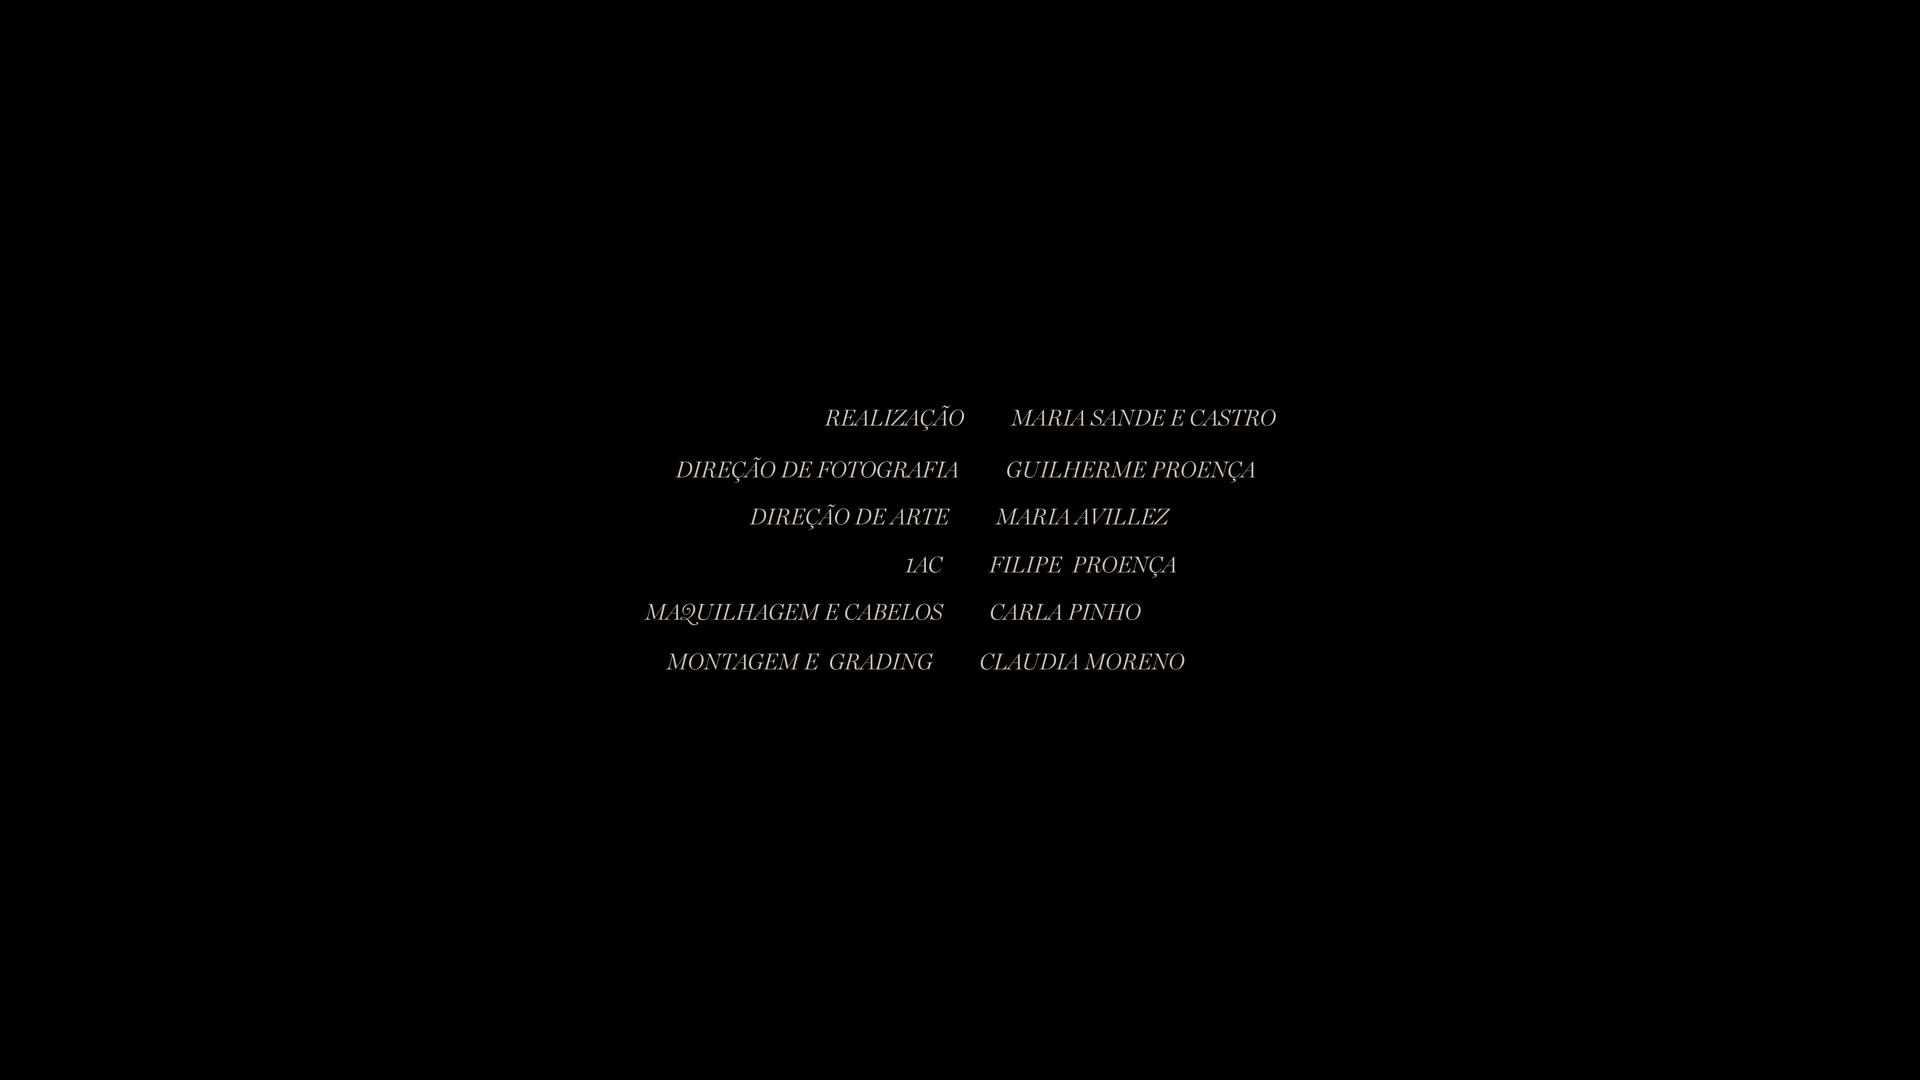 REALIZAÇÃO MARIA SANDE E CASTRO
DIREÇÃO DE FOTOGRAFIA GUILHERME PROENÇA
DIREÇÃO DE ARTE MARIA AVILLEZ
1AC FILIPE PROENÇA
MAQUILHAGEM E CABELOS CARLA PINHO
MONTAGEM E GRADING CLAUDIA MORENO